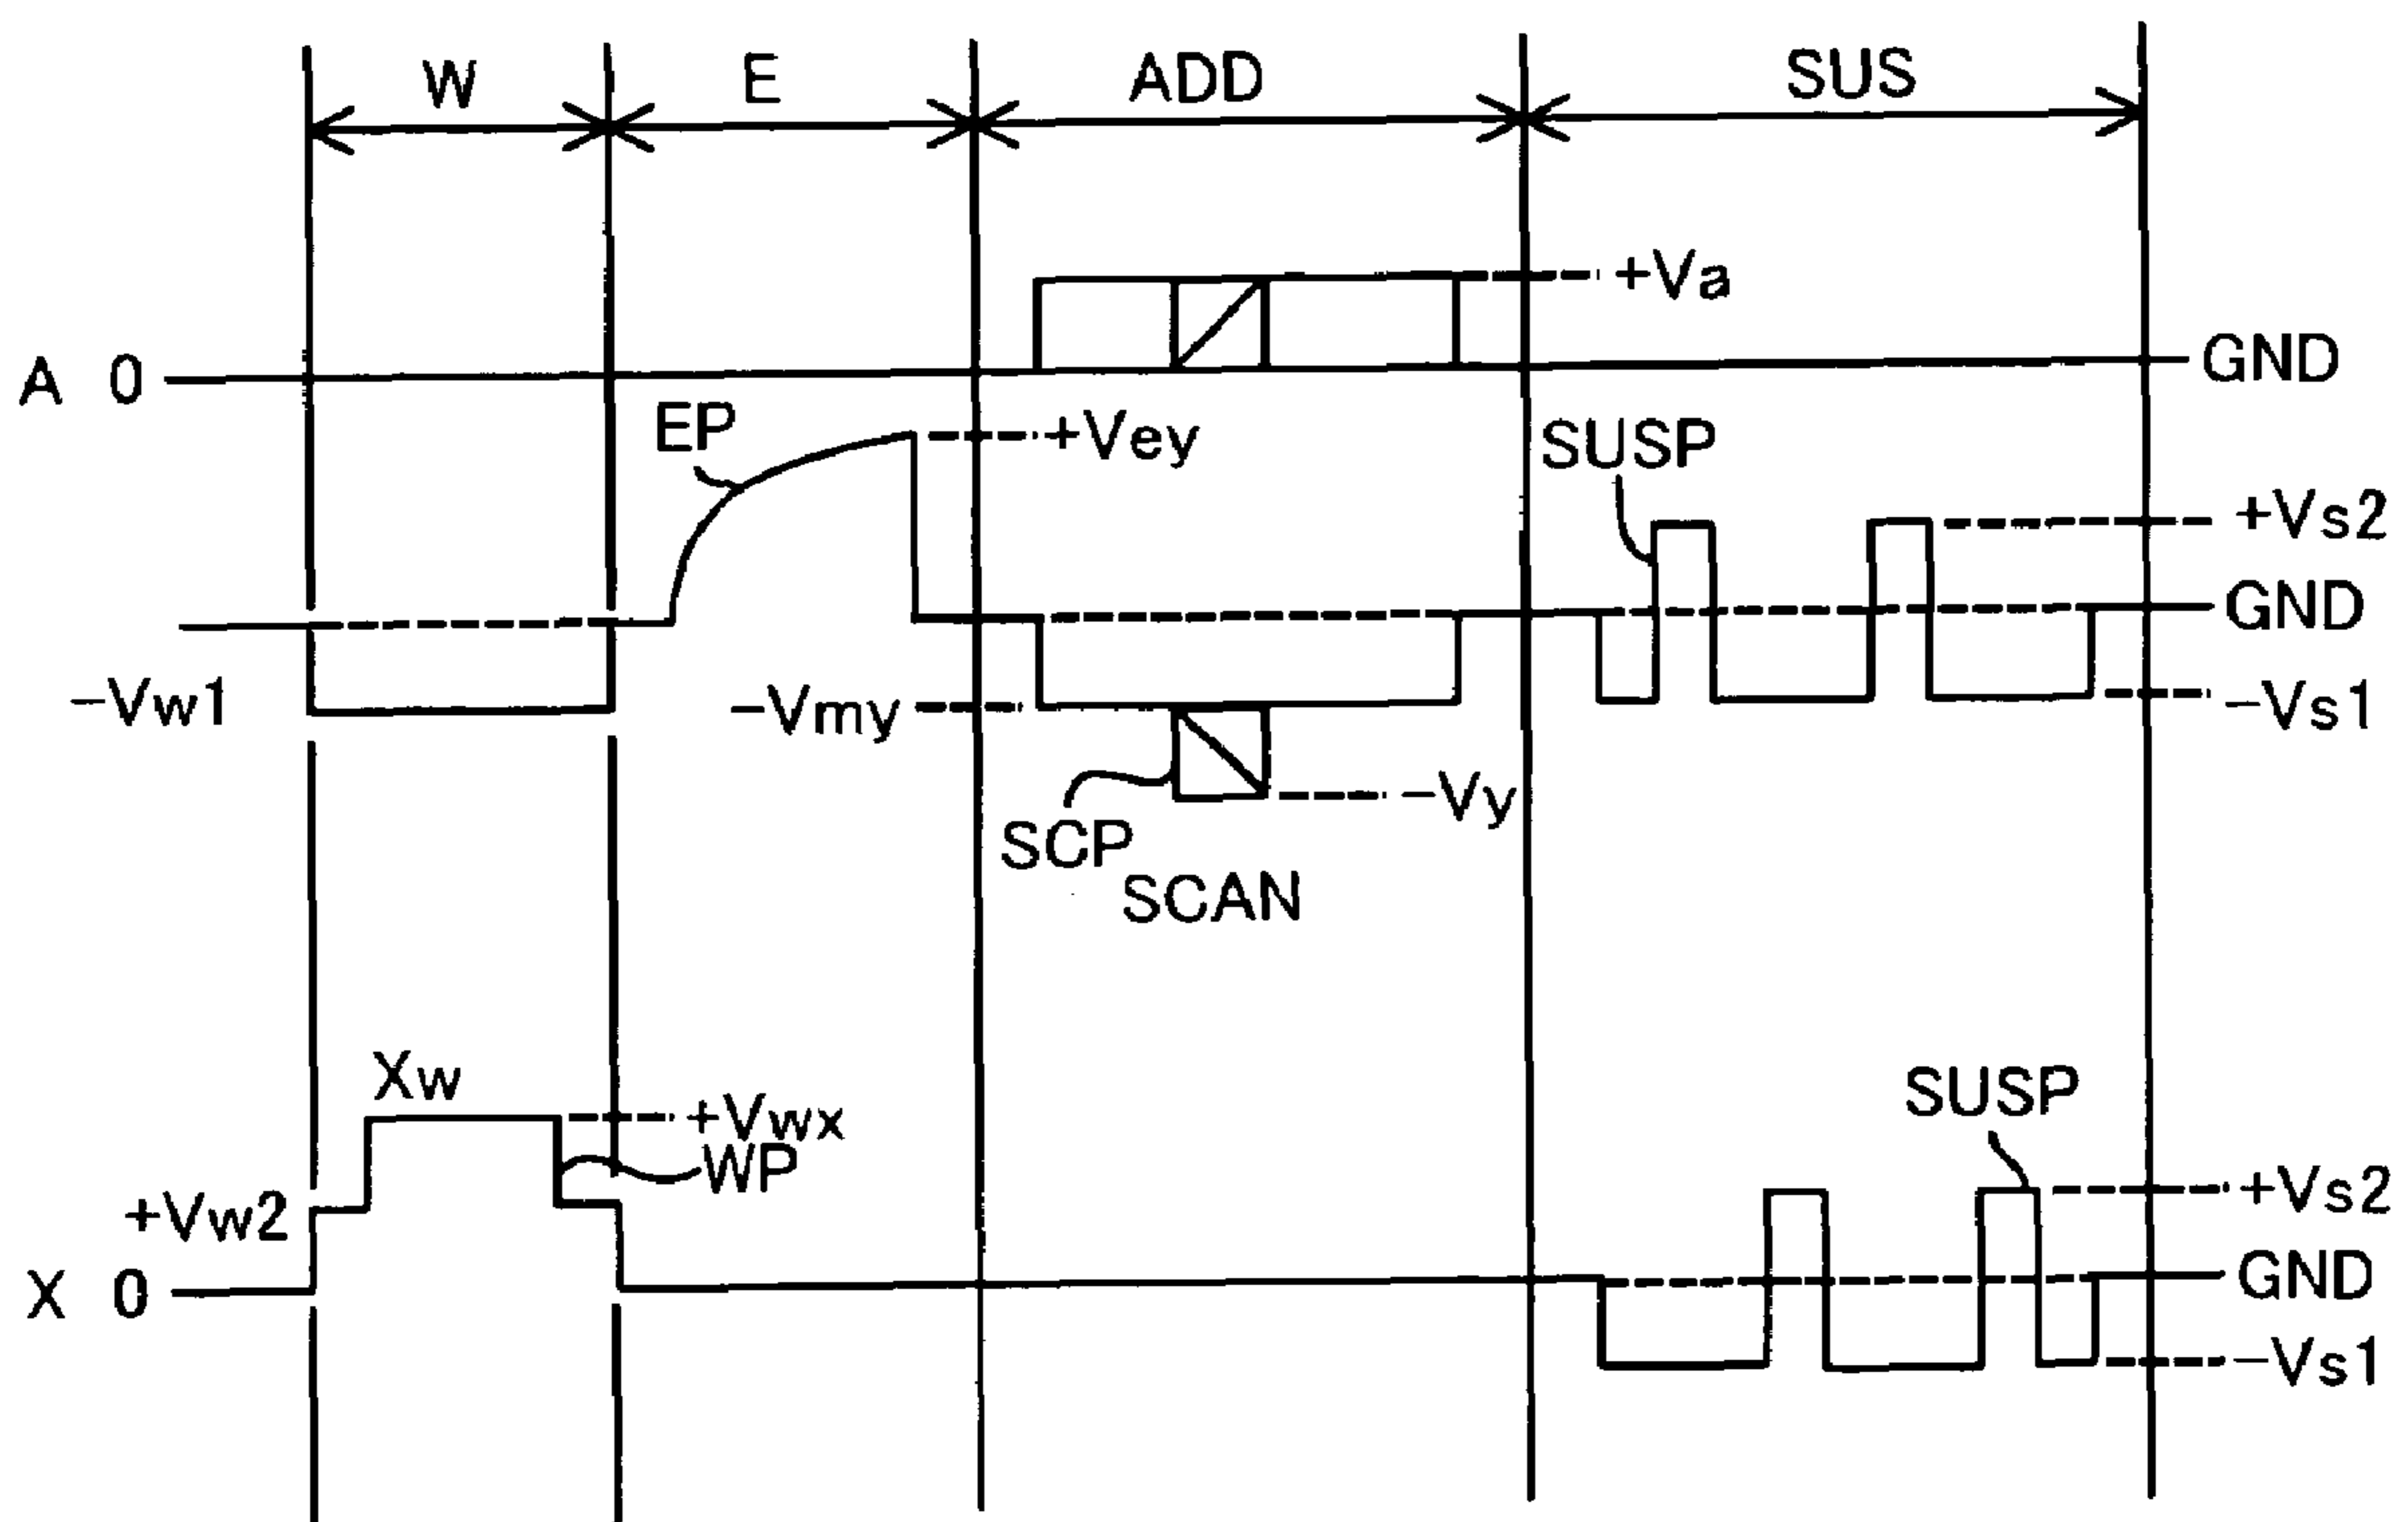 W E ADD SUS
+Va
A 0 GND
EP +Vey SUSP
+Vs2
GND
−Vw1 −Vmy −Vs1
−Vy
SCP
SCAN
Xw SUSP
+Vwx
WP
+Vw2 +Vs2
X 0 GND
−Vs1